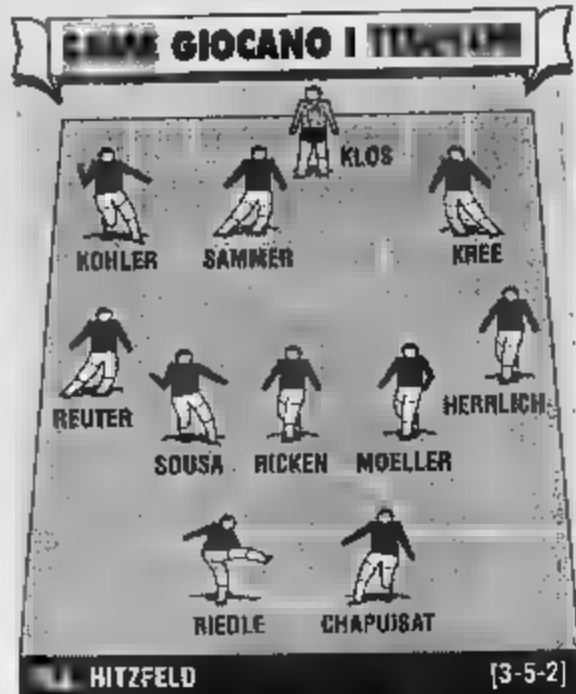 GIOCANO I
KLOS
KOHLER SAMMER KREE
HERRLICH
REUTER
SOUSA RICKEN MOELLER
RIEDLE CHAPUISAT
HITZFELD [3-5-2]